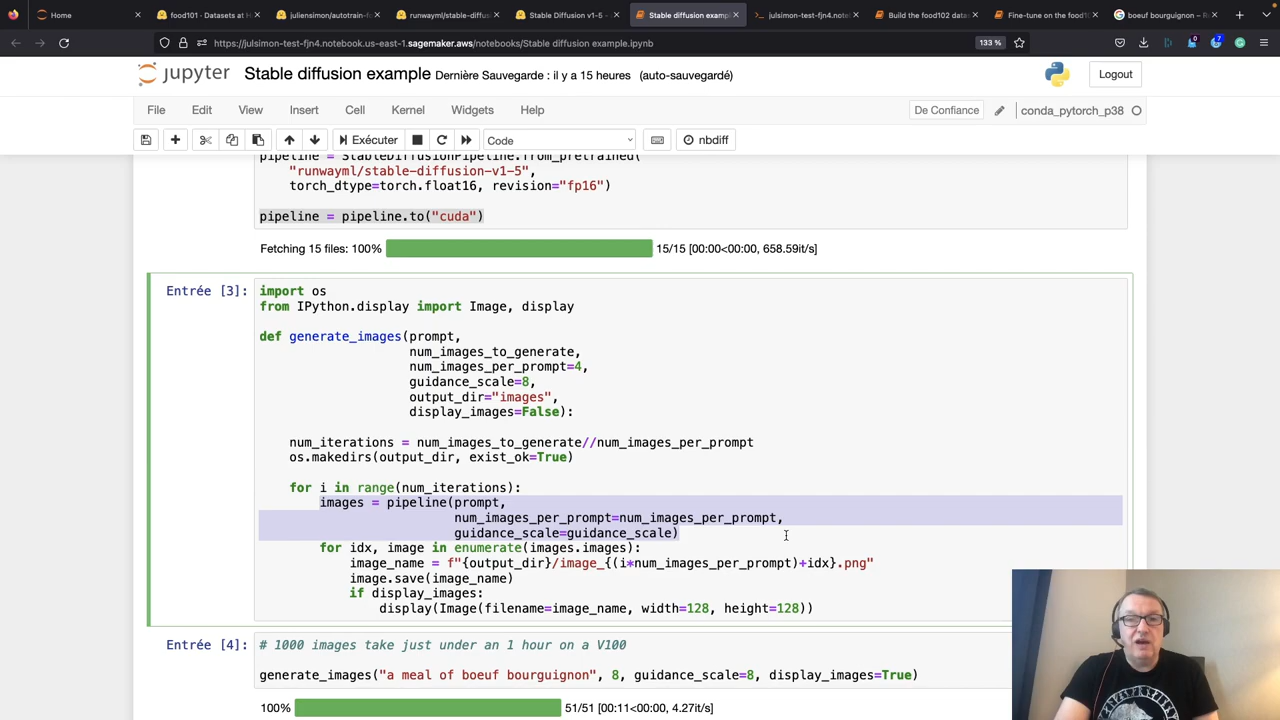 Home
food101 · Datasets at H
juliensimon/autotrain-fo
runwayml/stable-diffus
Stable Diffusion v1-5 -
Stable diffusion examp
julsimon-test-fjn4.note
Build the food102 datas
Fine-tune on the food10
boeuf bourguignon – Re
https://julsimon-test-fjn4.notebook.us-east-1.sagemaker.aws/notebooks/Stable diffusion example.ipynb
133 %
jupyter Stable diffusion example Dernière Sauvegarde : il y a 15 heures (auto-sauvegardé)
Logout
File Edit View Insert Cell Kernel Widgets Help
De Confiance
conda_pytorch_p38
Exécuter
Code
nbdiff
pipeline = StableDiffusionPipeline.from_pretrained(
"runwayml/stable-diffusion-v1-5",
torch_dtype=torch.float16, revision="fp16")
pipeline = pipeline.to("cuda")
Fetching 15 files: 100% 15/15 [00:00<00:00, 658.59it/s]
Entrée [3]:
import os
from IPython.display import Image, display
def generate_images(prompt,
num_images_to_generate,
num_images_per_prompt=4,
guidance_scale=8,
output_dir="images",
display_images=False):
num_iterations = num_images_to_generate//num_images_per_prompt
os.makedirs(output_dir, exist_ok=True)
for i in range(num_iterations):
images = pipeline(prompt,
num_images_per_prompt=num_images_per_prompt,
guidance_scale=guidance_scale)
for idx, image in enumerate(images.images):
image_name = f"{output_dir}/image_{(i*num_images_per_prompt)+idx}.png"
image.save(image_name)
if display_images:
display(Image(filename=image_name, width=128, height=128))
Entrée [4]:
# 1000 images take just under an 1 hour on a V100
generate_images("a meal of boeuf bourguignon", 8, guidance_scale=8, display_images=True)
100% 51/51 [00:11<00:00, 4.27it/s]